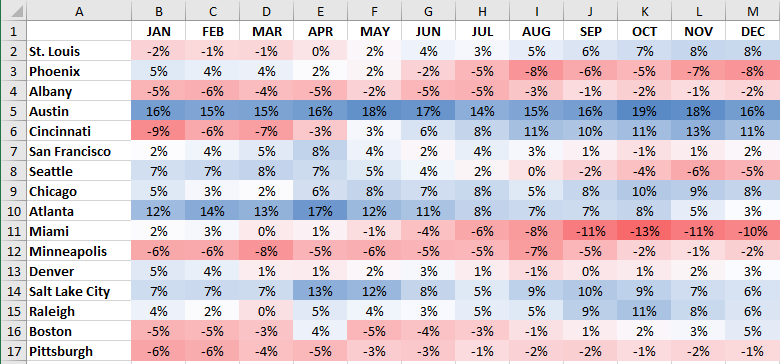 A B C D E F G H I J K L M
1 JAN FEB MAR APR MAY JUN JUL AUG SEP OCT NOV DEC
2 St. Louis -2% -1% -1% 0% 2% 4% 3% 5% 6% 7% 8% 8%
3 Phoenix 5% 4% 4% 2% 2% -2% -5% -8% -6% -5% -7% -8%
4 Albany -5% -6% -4% -5% -2% -5% -5% -3% -1% -2% -1% -2%
5 Austin 16% 15% 15% 16% 18% 17% 14% 15% 16% 19% 18% 16%
6 Cincinnati -9% -6% -7% -3% 3% 6% 8% 11% 10% 11% 13% 11%
7 San Francisco 2% 4% 5% 8% 4% 2% 4% 3% 1% -1% 1% 2%
8 Seattle 7% 7% 8% 7% 5% 4% 2% 0% -2% -4% -6% -5%
9 Chicago 5% 3% 2% 6% 8% 7% 8% 5% 8% 10% 9% 8%
10 Atlanta 12% 14% 13% 17% 12% 11% 8% 7% 7% 8% 5% 3%
11 Miami 2% 3% 0% 1% -1% -4% -6% -8% -11% -13% -11% -10%
12 Minneapolis -6% -6% -8% -5% -6% -5% -5% -7% -5% -2% -1% -2%
13 Denver 5% 4% 1% 1% 2% 3% 1% -1% 0% 1% 2% 3%
14 Salt Lake City 7% 7% 7% 13% 12% 8% 5% 9% 10% 9% 7% 6%
15 Raleigh 4% 2% 0% 5% 4% 3% 5% 5% 9% 11% 8% 6%
16 Boston -5% -5% -3% 4% -5% -4% -3% -1% 1% 2% 3% 5%
17 Pittsburgh -6% -6% -4% -5% -3% -3% -1% -2% -2% -1% -2% -1%